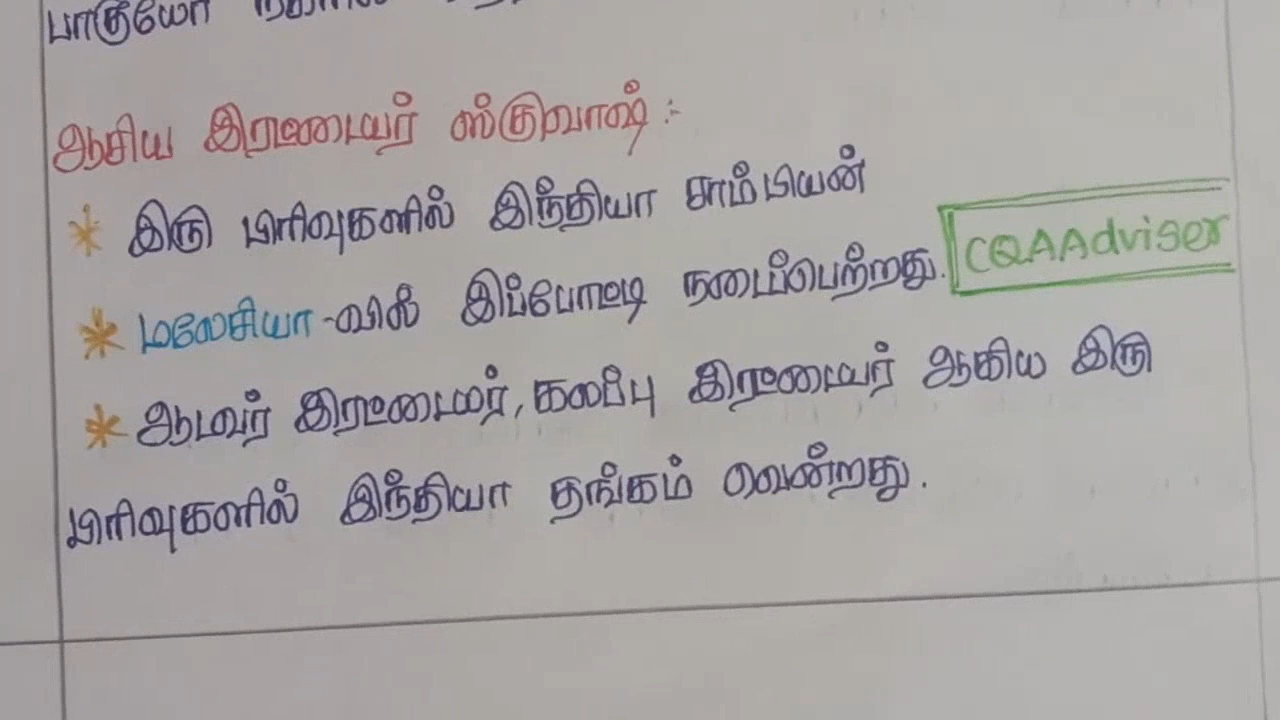 ஆசிய இரட்டையர் ஸ்குவாஷ் :-
* இரு பிரிவுகளில் இந்தியா சாம்பியன்
* மலேசியா -வில் இப்போட்டி நடைப்பெற்றது. CQAAdviser
* ஆடவர் இரட்டையர், கலப்பு இரட்டையர் ஆகிய இரு
பிரிவுகளில் இந்தியா தங்கம் வென்றது.